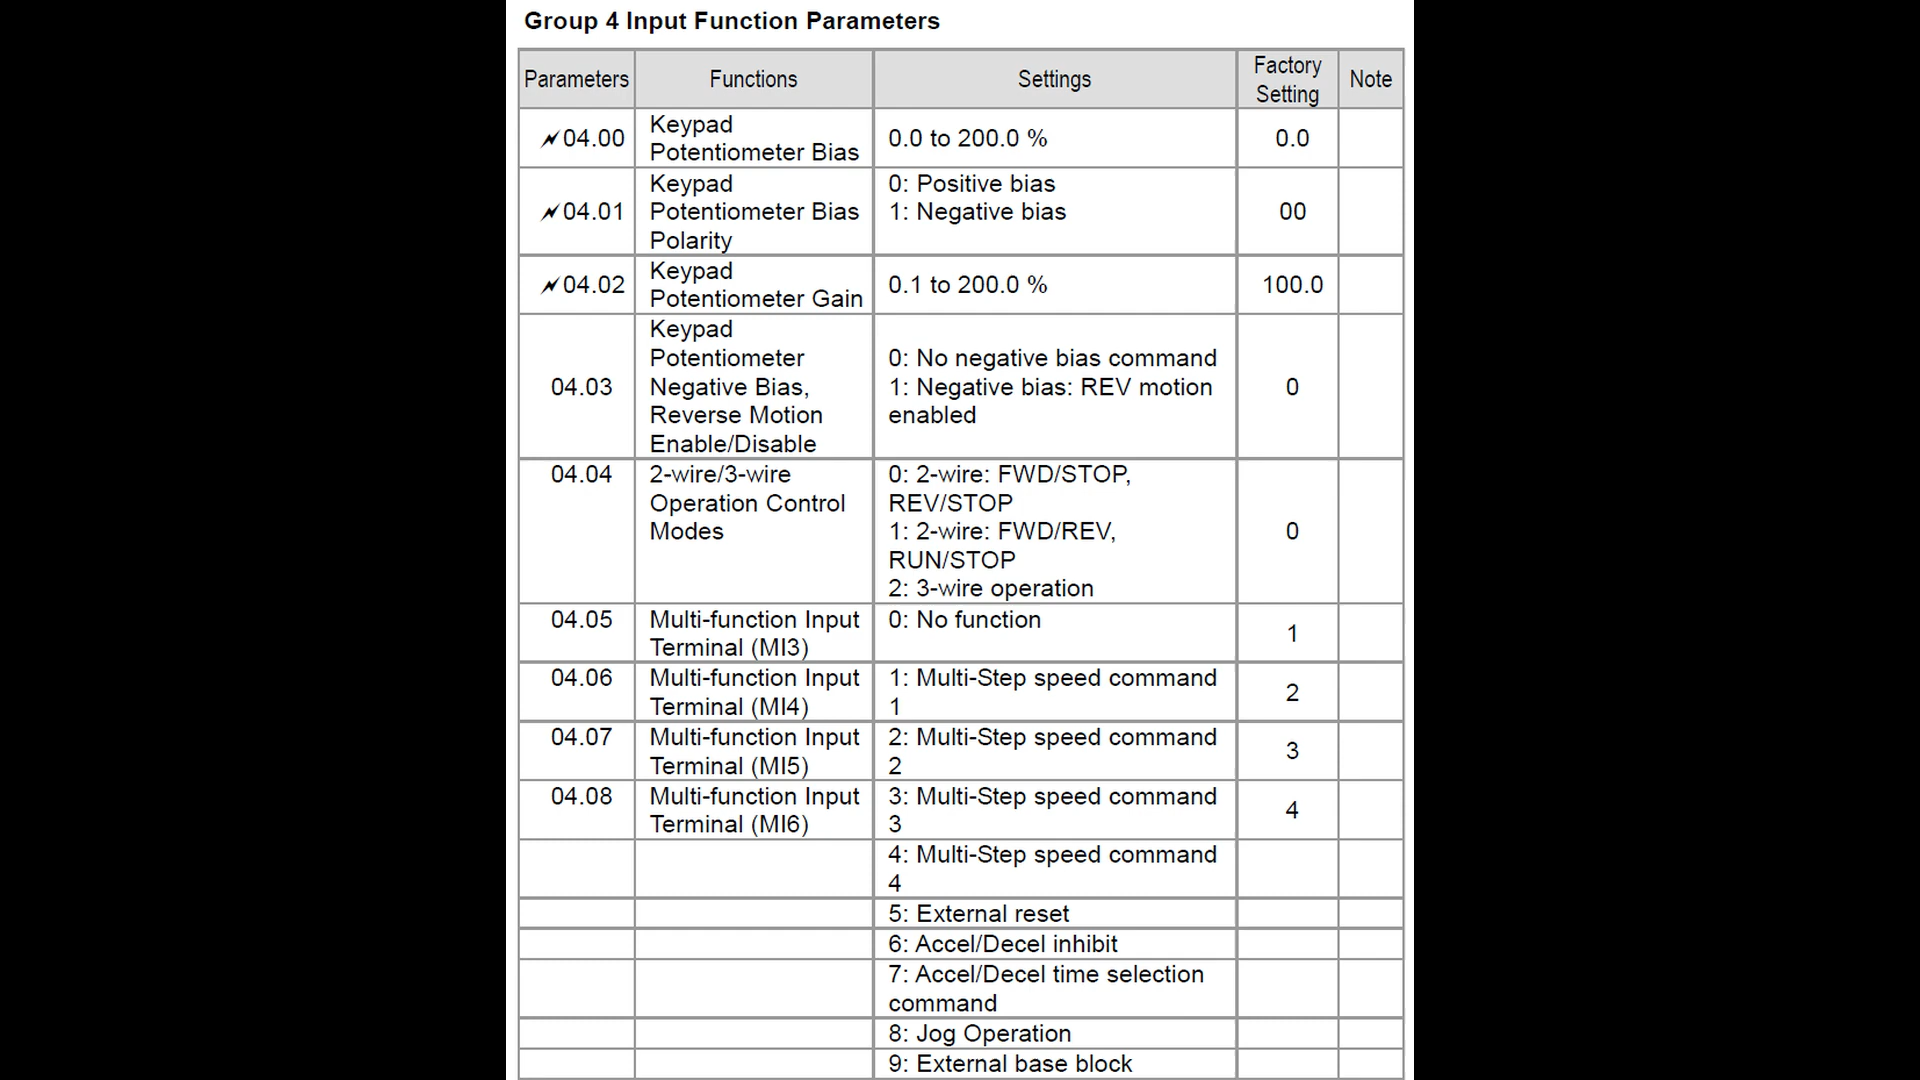 Group 4 Input Function Parameters
Parameters Functions Settings Factory Setting Note
04.00 Keypad Potentiometer Bias 0.0 to 200.0 % 0.0
04.01 Keypad Potentiometer Bias Polarity 0: Positive bias 1: Negative bias 00
04.02 Keypad Potentiometer Gain 0.1 to 200.0 % 100.0
04.03 Keypad Potentiometer Negative Bias, Reverse Motion Enable/Disable 0: No negative bias command 1: Negative bias: REV motion enabled 0
04.04 2-wire/3-wire Operation Control Modes 0: 2-wire: FWD/STOP, REV/STOP 1: 2-wire: FWD/REV, RUN/STOP 2: 3-wire operation 0
04.05 Multi-function Input Terminal (MI3) 0: No function 1
04.06 Multi-function Input Terminal (MI4) 1: Multi-Step speed command 1 2
04.07 Multi-function Input Terminal (MI5) 2: Multi-Step speed command 2 3
04.08 Multi-function Input Terminal (MI6) 3: Multi-Step speed command 3 4
4: Multi-Step speed command 4
5: External reset
6: Accel/Decel inhibit
7: Accel/Decel time selection command
8: Jog Operation
9: External base block